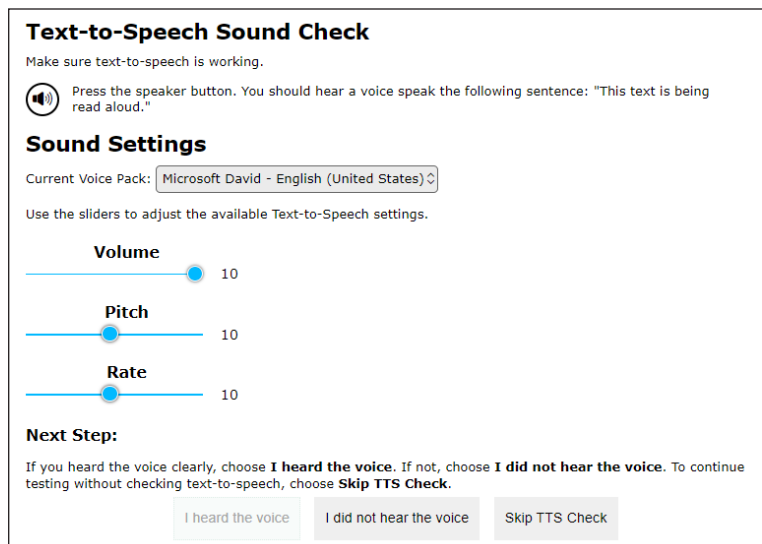 Text-to-Speech Sound Check
Make sure text-to-speech is working.
Press the speaker button. You should hear a voice speak the following sentence: "This text is being
read aloud."
Sound Settings
Current Voice Pack: Microsoft David - English (United States)
Use the sliders to adjust the available Text-to-Speech settings.
Volume
10
Pitch
10
Rate
10
Next Step:
If you heard the voice clearly, choose I heard the voice. If not, choose I did not hear the voice. To continue
testing without checking text-to-speech, choose Skip TTS Check.
I heard the voice I did not hear the voice Skip TTS Check